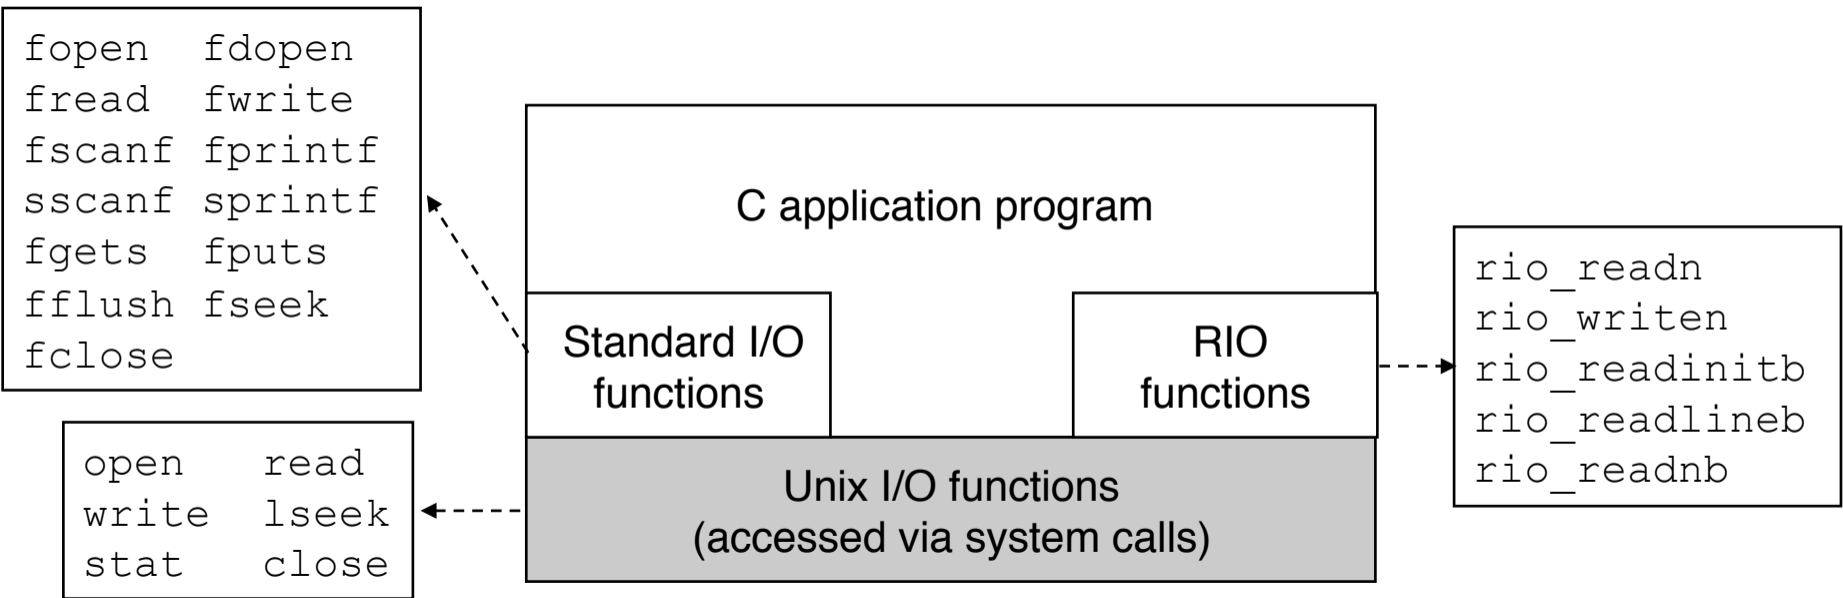 fopen fdopen
fread fwrite
fscanf fprintf
sscanf sprintf
fgets fputs
fflush fseek
fclose
open read
write lseek
stat close
C application program
Standard I/O
functions
RIO
functions
Unix I/O functions
(accessed via system calls)
rio_readn
rio_writen
rio_readinitb
rio_readlineb
rio_readnb